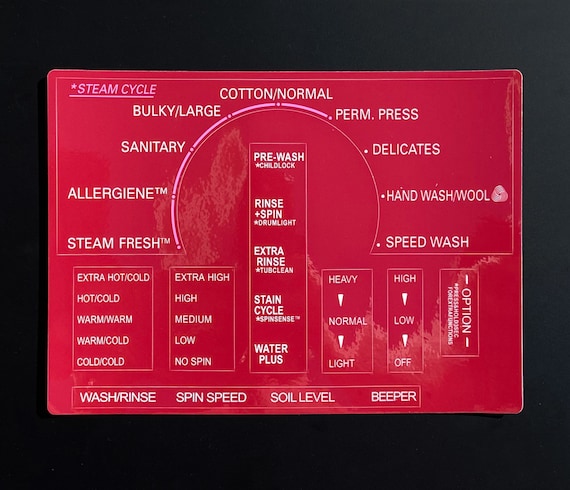 *STEAM CYCLE
COTTON/NORMAL
BULKY/LARGE
PERM. PRESS
SANITARY
DELICATES
ALLERGIENE™
HAND WASH/WOOL
STEAM FRESH™
SPEED WASH
PRE-WASH
*CHILDLOCK
RINSE
+SPIN
*DRUMLIGHT
EXTRA
RINSE
*TUBCLEAN
STAIN
CYCLE
*SPINSENSE™
WATER
PLUS
EXTRA HOT/COLD
HOT/COLD
WARM/WARM
WARM/COLD
COLD/COLD
EXTRA HIGH
HIGH
MEDIUM
LOW
NO SPIN
HEAVY
NORMAL
LIGHT
HIGH
LOW
OFF
– OPTION –
*PRESS&HOLD3SEC
FOREXTRAFUNCTIONS
WASH/RINSE
SPIN SPEED
SOIL LEVEL
BEEPER